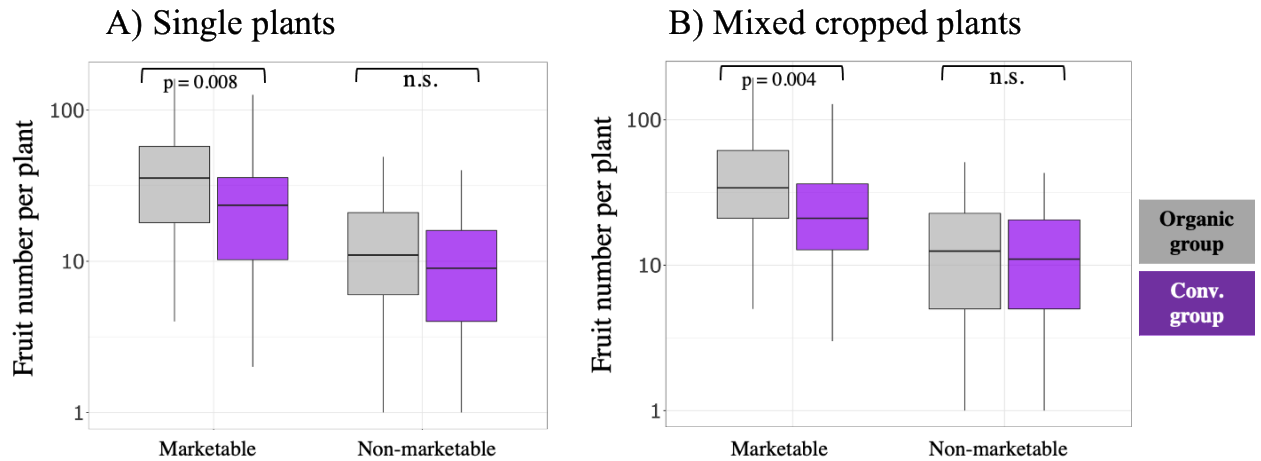 A) Single plants
B) Mixed cropped plants
Fruit number per plant
100
10
1
p = 0.008
n.s.
Marketable
Non-marketable
Fruit number per plant
100
10
1
p = 0.004
n.s.
Marketable
Non-marketable
Organic
group
Conv.
group